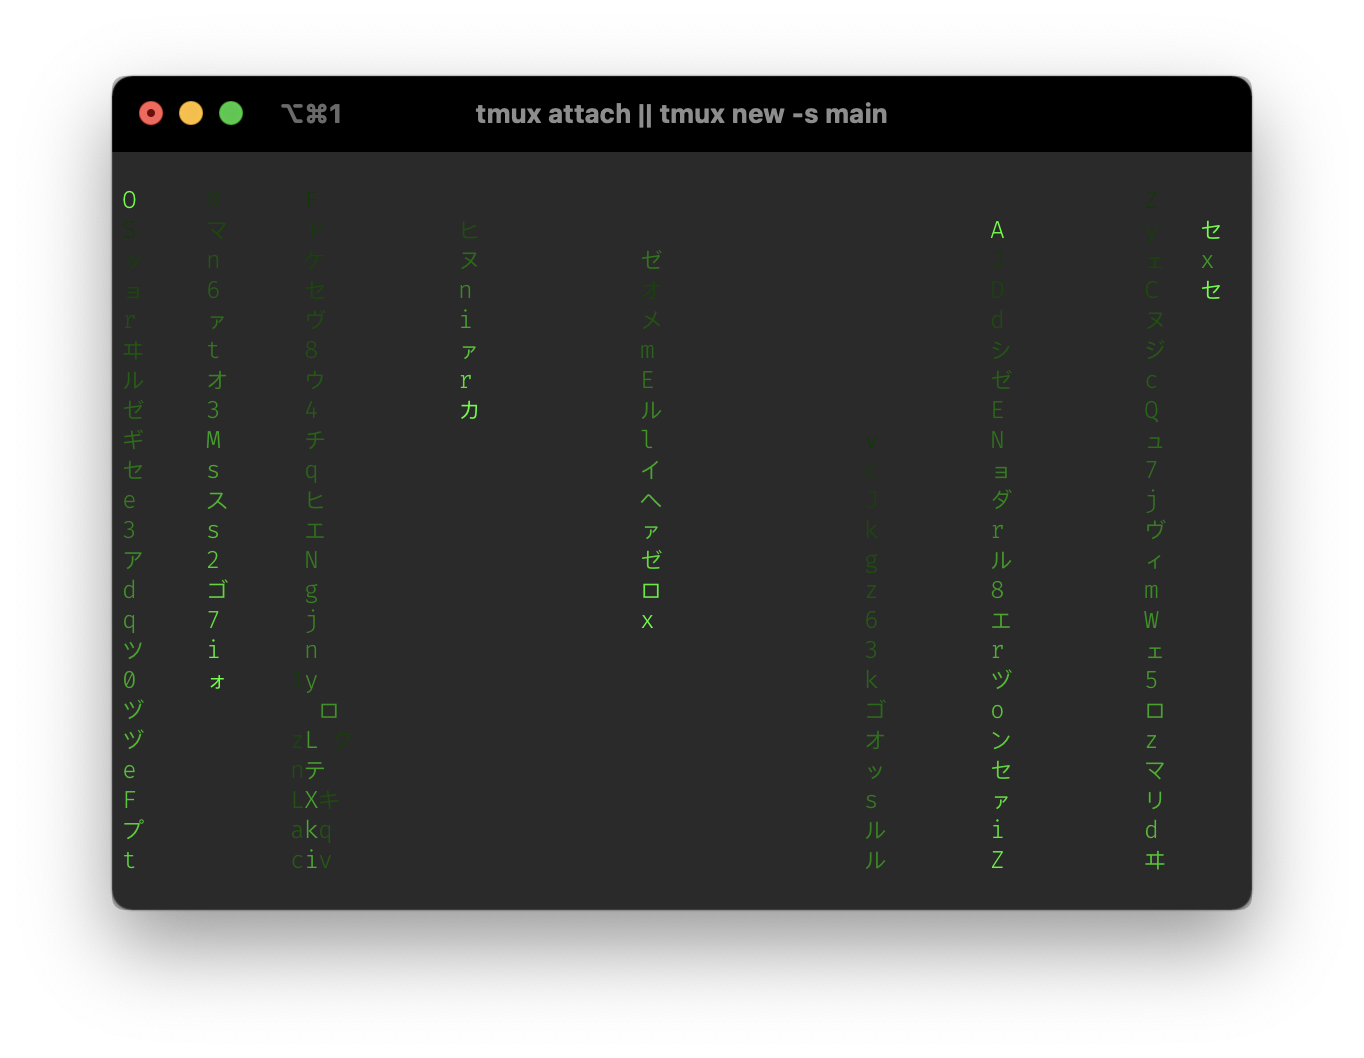 ⌥⌘1 tmux attach || tmux new -s main
O F
マ ヒ A セ
n ケ ヌ ゼ ェ x
ョ 6 セ n オ D C セ
r ァ ヴ i メ d ヌ
ヰ t 8 ァ m シ ジ
ル オ ウ r E ゼ c
ゼ 3 4 カ ル E Q
ギ M チ l N ュ
セ s q イ ョ 7
e ス ヒ ヘ J ダ j
3 s エ ァ k r ヴ
ア 2 N ゼ g ル ィ
d ゴ g ロ z 8 m
q 7 j x 6 エ W
ツ i n 3 r ェ
0 ォ y k ヅ 5
ヅ ロ ゴ o ロ
ヅ zL オ ン z
e nテ ッ セ マ
F LXキ s ァ リ
プ akq ル i d
t civ ル Z ヰ